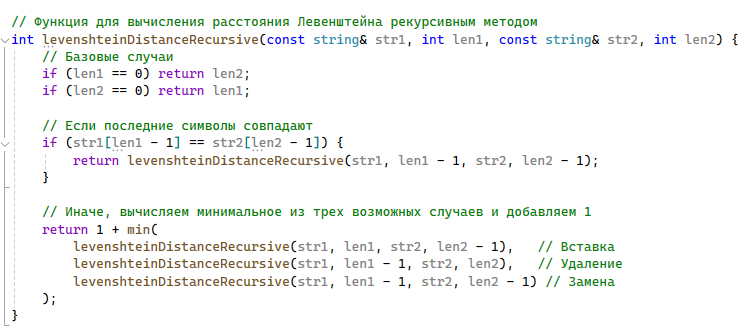 // Функция для вычисления расстояния Левенштейна рекурсивным методом
int levenshteinDistanceRecursive(const string& str1, int len1, const string& str2, int len2) {
    // Базовые случаи
    if (len1 == 0) return len2;
    if (len2 == 0) return len1;

    // Если последние символы совпадают
    if (str1[len1 - 1] == str2[len2 - 1]) {
        return levenshteinDistanceRecursive(str1, len1 - 1, str2, len2 - 1);
    }

    // Иначе, вычисляем минимальное из трех возможных случаев и добавляем 1
    return 1 + min(
        levenshteinDistanceRecursive(str1, len1, str2, len2 - 1),   // Вставка
        levenshteinDistanceRecursive(str1, len1 - 1, str2, len2),   // Удаление
        levenshteinDistanceRecursive(str1, len1 - 1, str2, len2 - 1) // Замена
    );
}